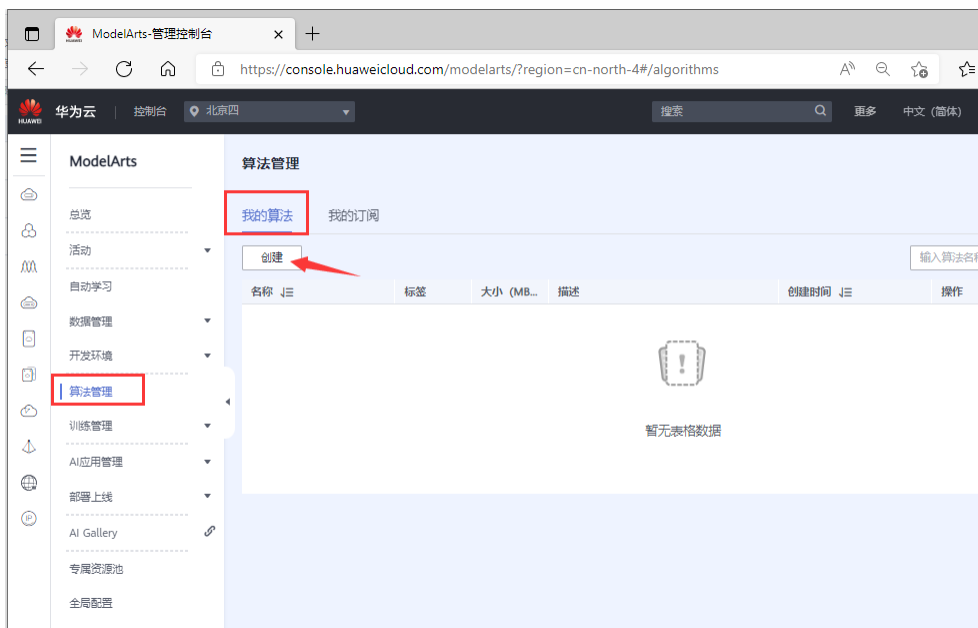 ModelArts-管理控制台
https://console.huaweicloud.com/modelarts/?region=cn-north-4#/algorithms
HUAWEI 华为云 控制台 北京四 搜索 更多 中文 (简体)
ModelArts
总览
活动
自动学习
数据管理
开发环境
算法管理
训练管理
AI应用管理
部署上线
AI Gallery
专属资源池
全局配置
算法管理
我的算法 我的订阅
创建 输入算法名
名称 标签 大小 (MB... 描述 创建时间 操作
暂无表格数据
IP